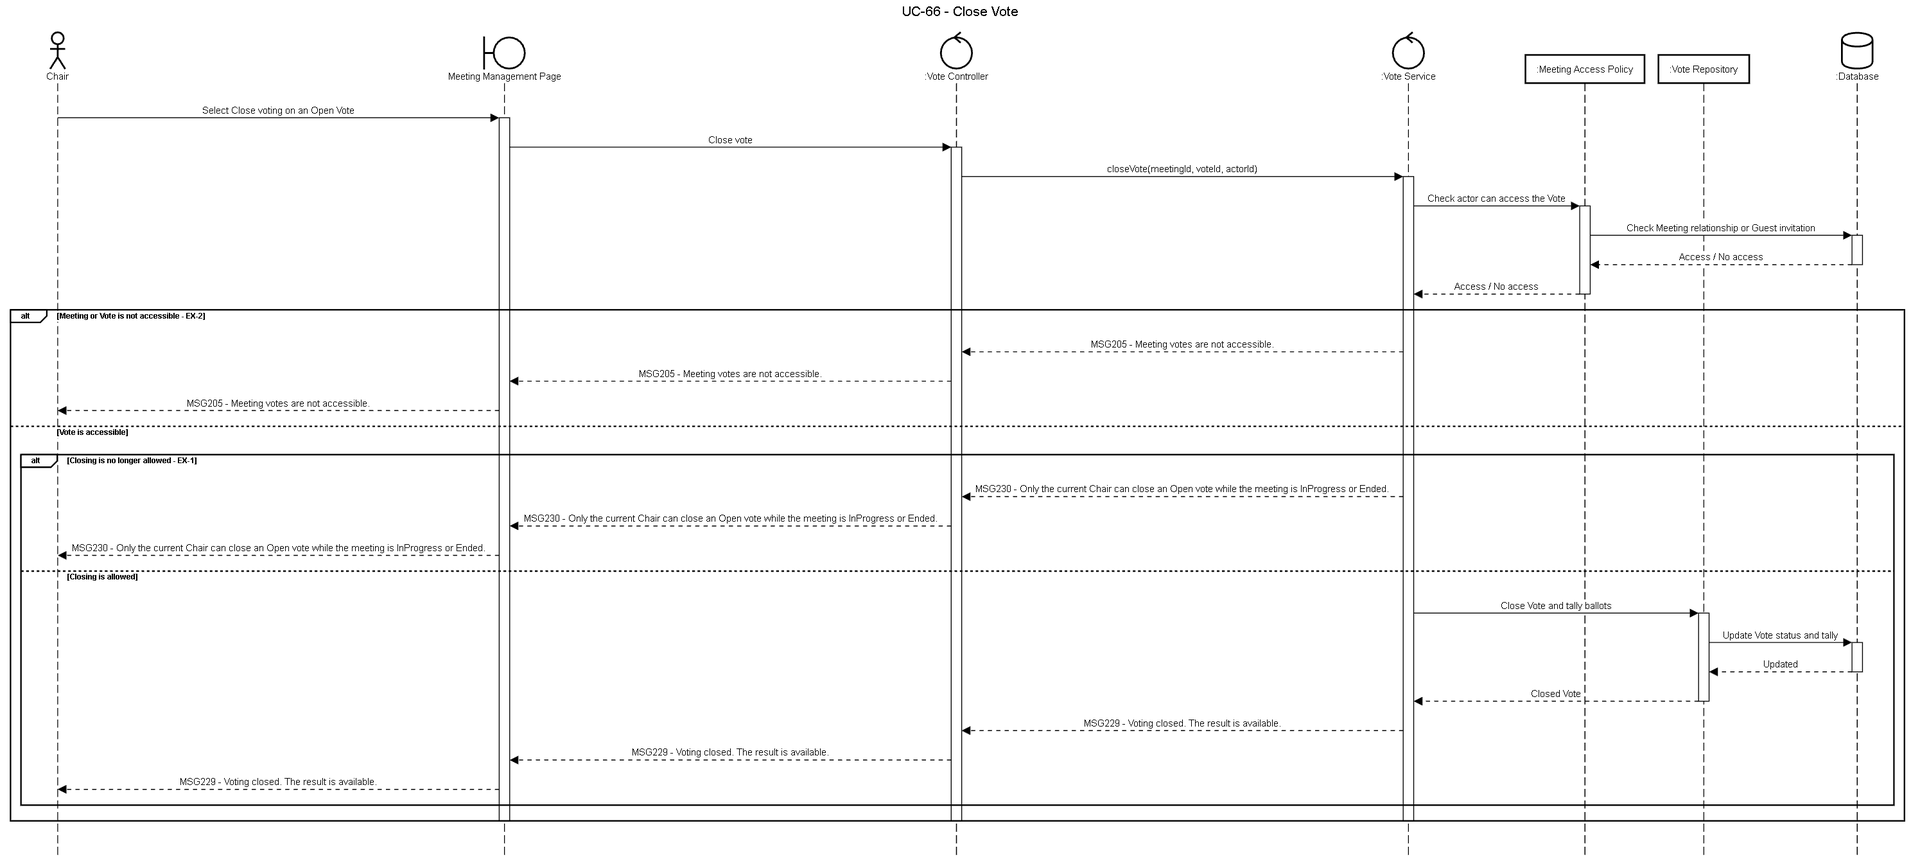 UC-66 - Close Vote
Chair
Meeting Management Page
:Vote Controller
:Vote Service
:Meeting Access Policy
:Vote Repository
:Database
Select Close voting on an Open Vote
Close vote
closeVote(meetingId, voteId, actorId)
Check actor can access the Vote
Check Meeting relationship or Guest invitation
Access / No access
Access / No access
alt
[Meeting or Vote is not accessible - EX-2]
MSG205 - Meeting votes are not accessible.
MSG205 - Meeting votes are not accessible.
MSG205 - Meeting votes are not accessible.
[Vote is accessible]
alt
[Closing is no longer allowed - EX-1]
MSG230 - Only the current Chair can close an Open vote while the meeting is InProgress or Ended.
MSG230 - Only the current Chair can close an Open vote while the meeting is InProgress or Ended.
MSG230 - Only the current Chair can close an Open vote while the meeting is InProgress or Ended.
[Closing is allowed]
Close Vote and tally ballots
Update Vote status and tally
Updated
Closed Vote
MSG229 - Voting closed. The result is available.
MSG229 - Voting closed. The result is available.
MSG229 - Voting closed. The result is available.